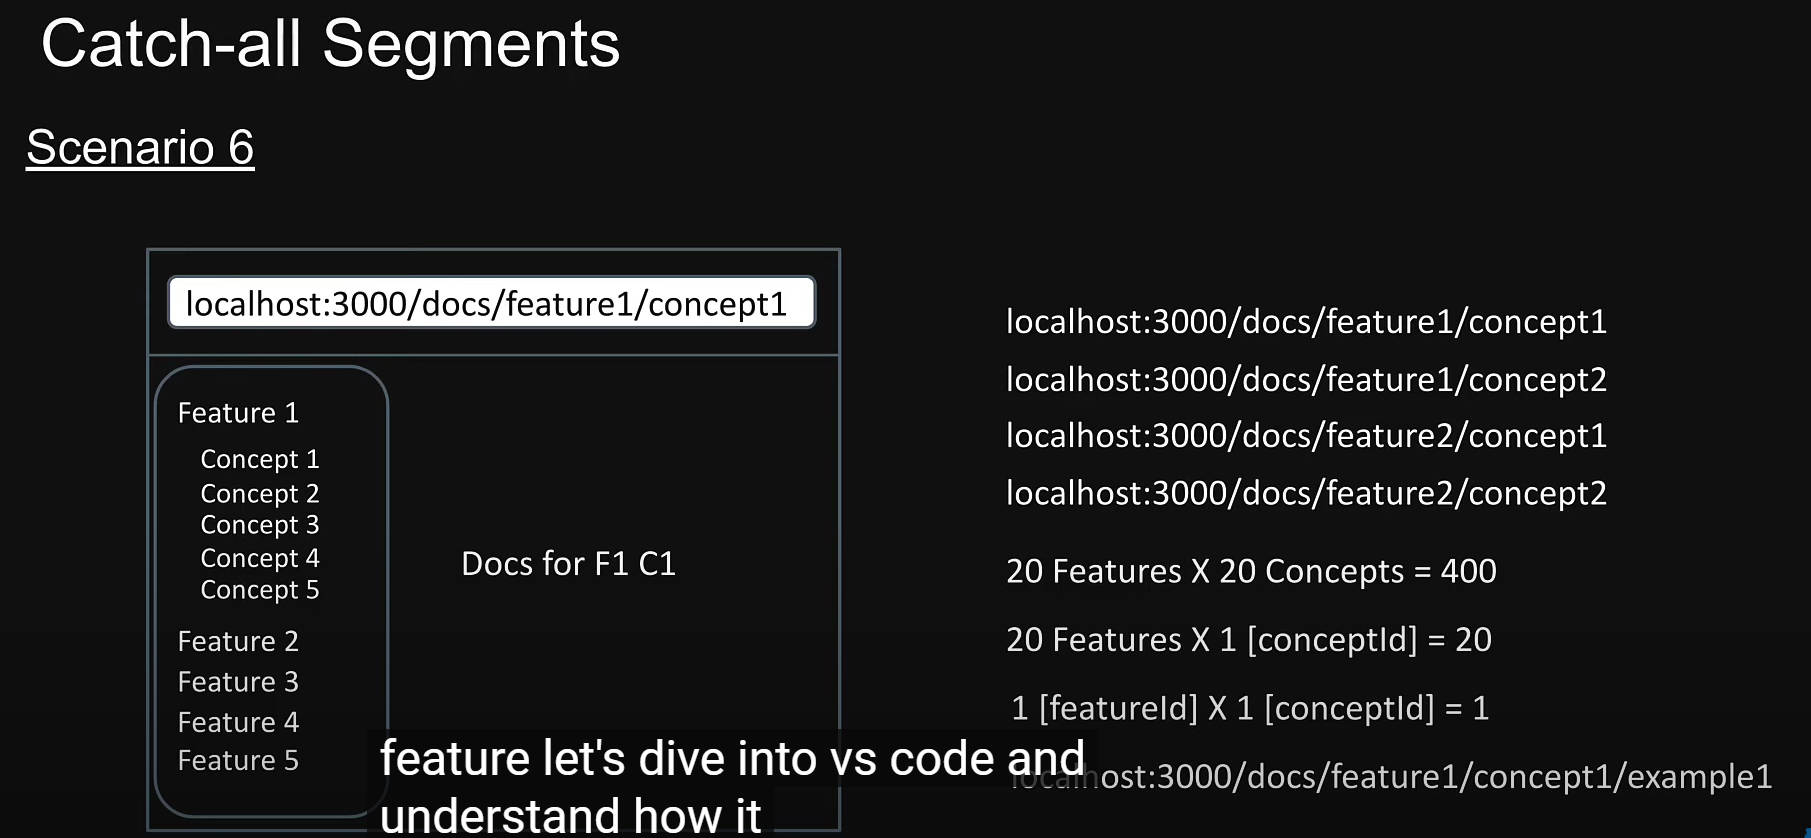 Catch-all Segments
Scenario 6
localhost:3000/docs/feature1/concept1
Feature 1
Concept 1
Concept 2
Concept 3
Concept 4
Concept 5
Feature 2
Feature 3
Feature 4
Feature 5
Docs for F1 C1
localhost:3000/docs/feature1/concept1
localhost:3000/docs/feature1/concept2
localhost:3000/docs/feature2/concept1
localhost:3000/docs/feature2/concept2
20 Features X 20 Concepts = 400
20 Features X 1 [conceptId] = 20
1 [featureId] X 1 [conceptId] = 1
localhost:3000/docs/feature1/concept1/example1
feature let's dive into vs code and
understand how it